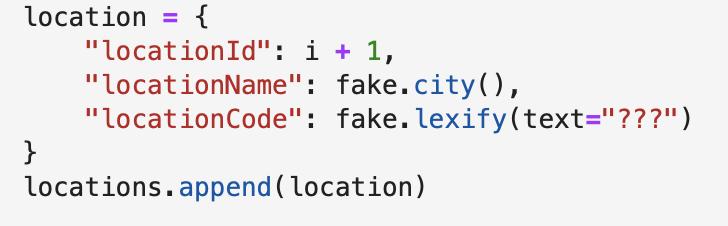 location = {
    "locationId": i + 1,
    "locationName": fake.city(),
    "locationCode": fake.lexify(text="???")
}
locations.append(location)